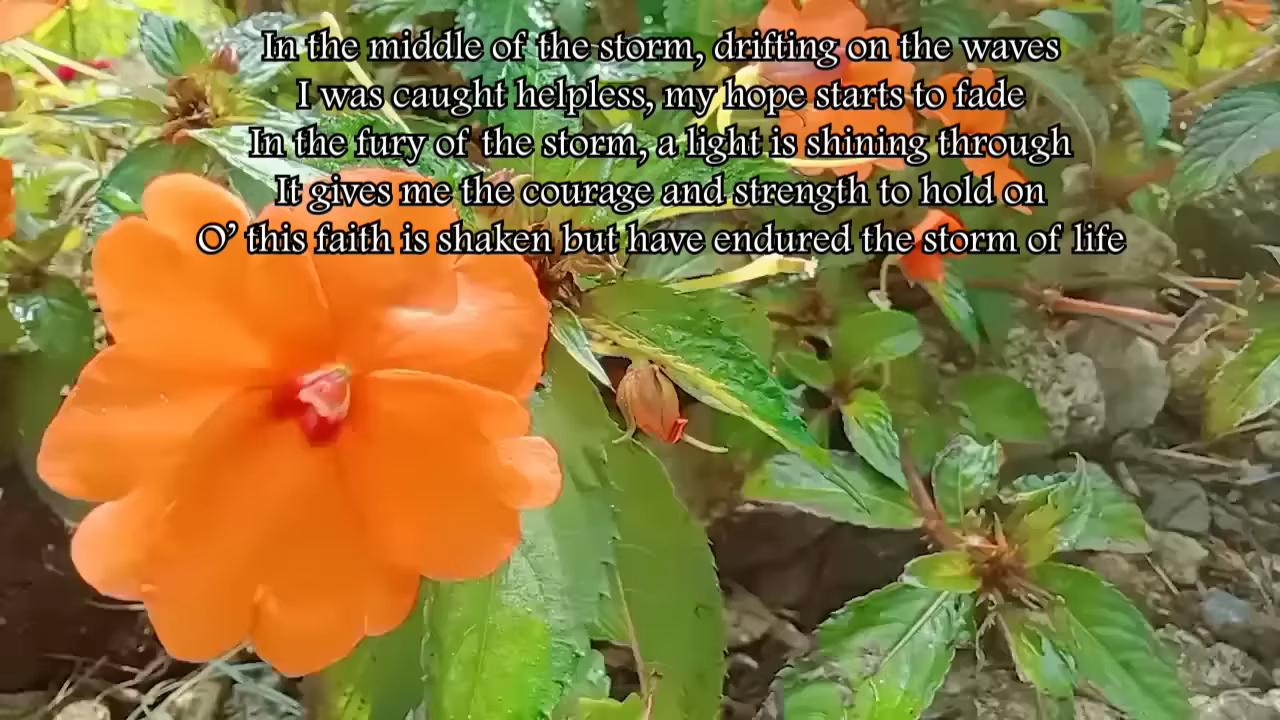 In the middle of the storm, drifting on the waves
I was caught helpless, my hope starts to fade
In the fury of the storm, a light is shining through
It gives me the courage and strength to hold on
O’ this faith is shaken but have endured the storm of life